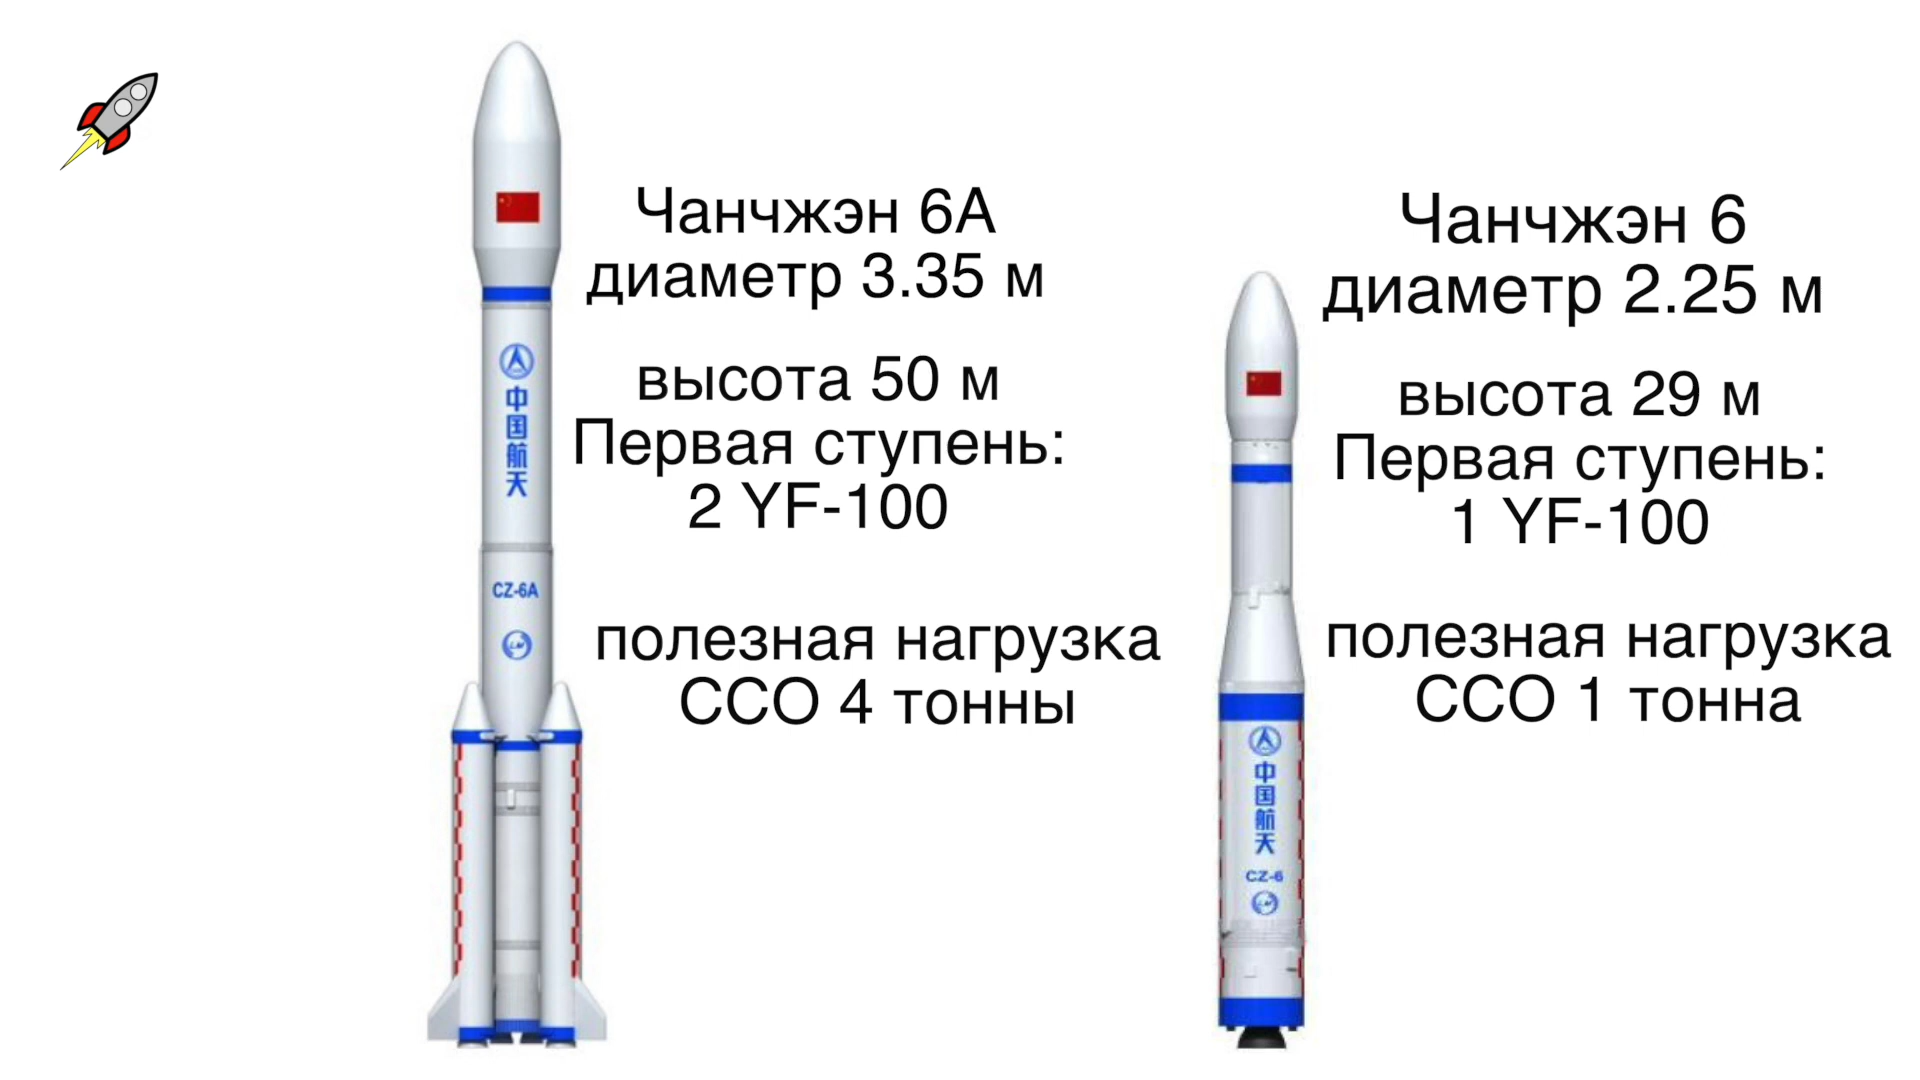 Чанчжэн 6А
диаметр 3.35 м
высота 50 м
Первая ступень:
2 YF-100
полезная нагрузка
ССО 4 тонны
中
国
航
天
CZ-6A
Чанчжэн 6
диаметр 2.25 м
высота 29 м
Первая ступень:
1 YF-100
полезная нагрузка
ССО 1 тонна
中
国
航
天
CZ-6